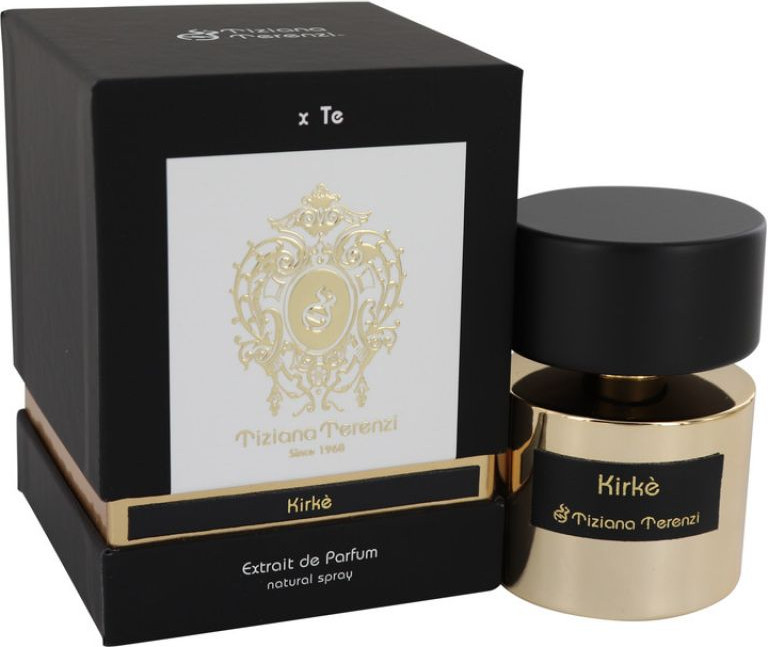 Tiziana
Terenzi
x Te
Tiziana Terenzi
Since 1968
Kirkè
Extrait de Parfum
natural spray
Kirkè
Tiziana Terenzi